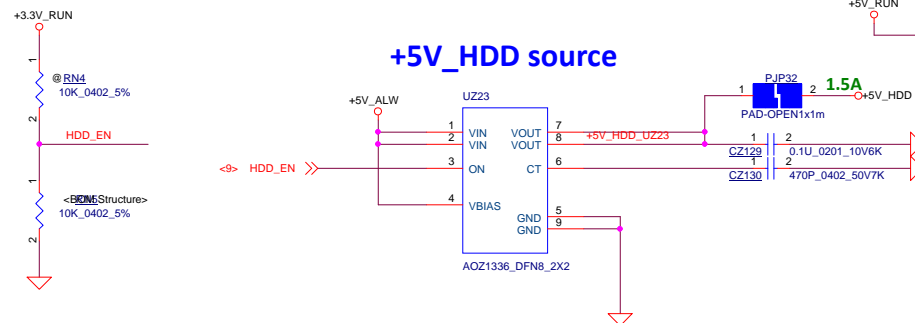 +3.3V_RUN
@ RN4
10K_0402_5%
1
2
HDD_EN
1
<BOM Structure>
10K_0402_5%
2
+5V_HDD source
+5V_RUN
+5V_ALW
UZ23
1 VIN
2 VIN
3 ON
4 VBIAS
VOUT 7
VOUT 8
CT 6
GND 5
GND 9
AOZ1336_DFN8_2X2
<9> HDD_EN
+5V_HDD_UZ23
PJP32
1 2
PAD-OPEN1x1m
1.5A
+5V_HDD
1 2
CZ129 0.1U_0201_10V6K
1 2
CZ130 470P_0402_50V7K